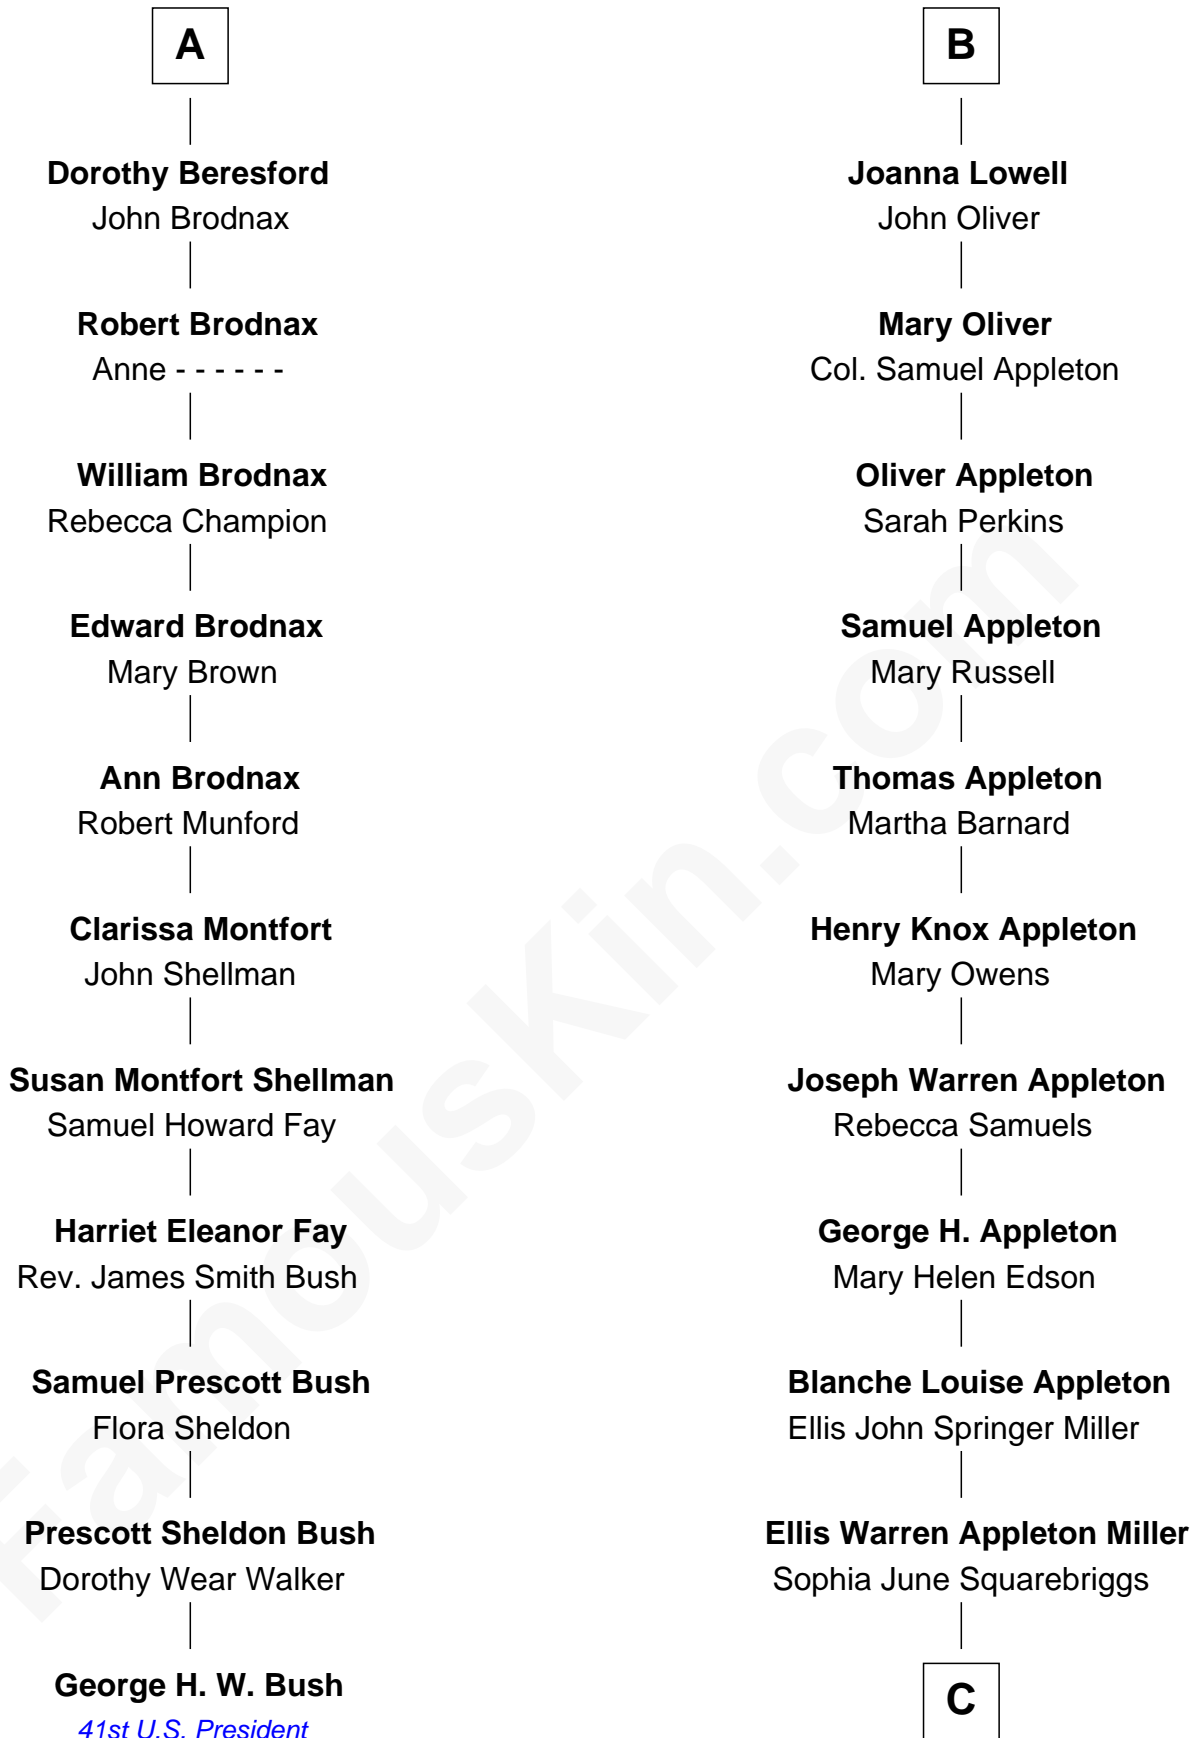 A
Dorothy Beresford
John Brodnax
Robert Brodnax
Anne - - - - - -
William Brodnax
Rebecca Champion
Edward Brodnax
Mary Brown
Ann Brodnax
Robert Munford
Clarissa Montfort
John Shellman
Susan Montfort Shellman
Samuel Howard Fay
Harriet Eleanor Fay
Rev. James Smith Bush
Samuel Prescott Bush
Flora Sheldon
Prescott Sheldon Bush
Dorothy Wear Walker
George H. W. Bush
41st U.S. President
B
Joanna Lowell
John Oliver
Mary Oliver
Col. Samuel Appleton
Oliver Appleton
Sarah Perkins
Samuel Appleton
Mary Russell
Thomas Appleton
Martha Barnard
Henry Knox Appleton
Mary Owens
Joseph Warren Appleton
Rebecca Samuels
George H. Appleton
Mary Helen Edson
Blanche Louise Appleton
Ellis John Springer Miller
Ellis Warren Appleton Miller
Sophia June Squarebriggs
C
FamousKin.com